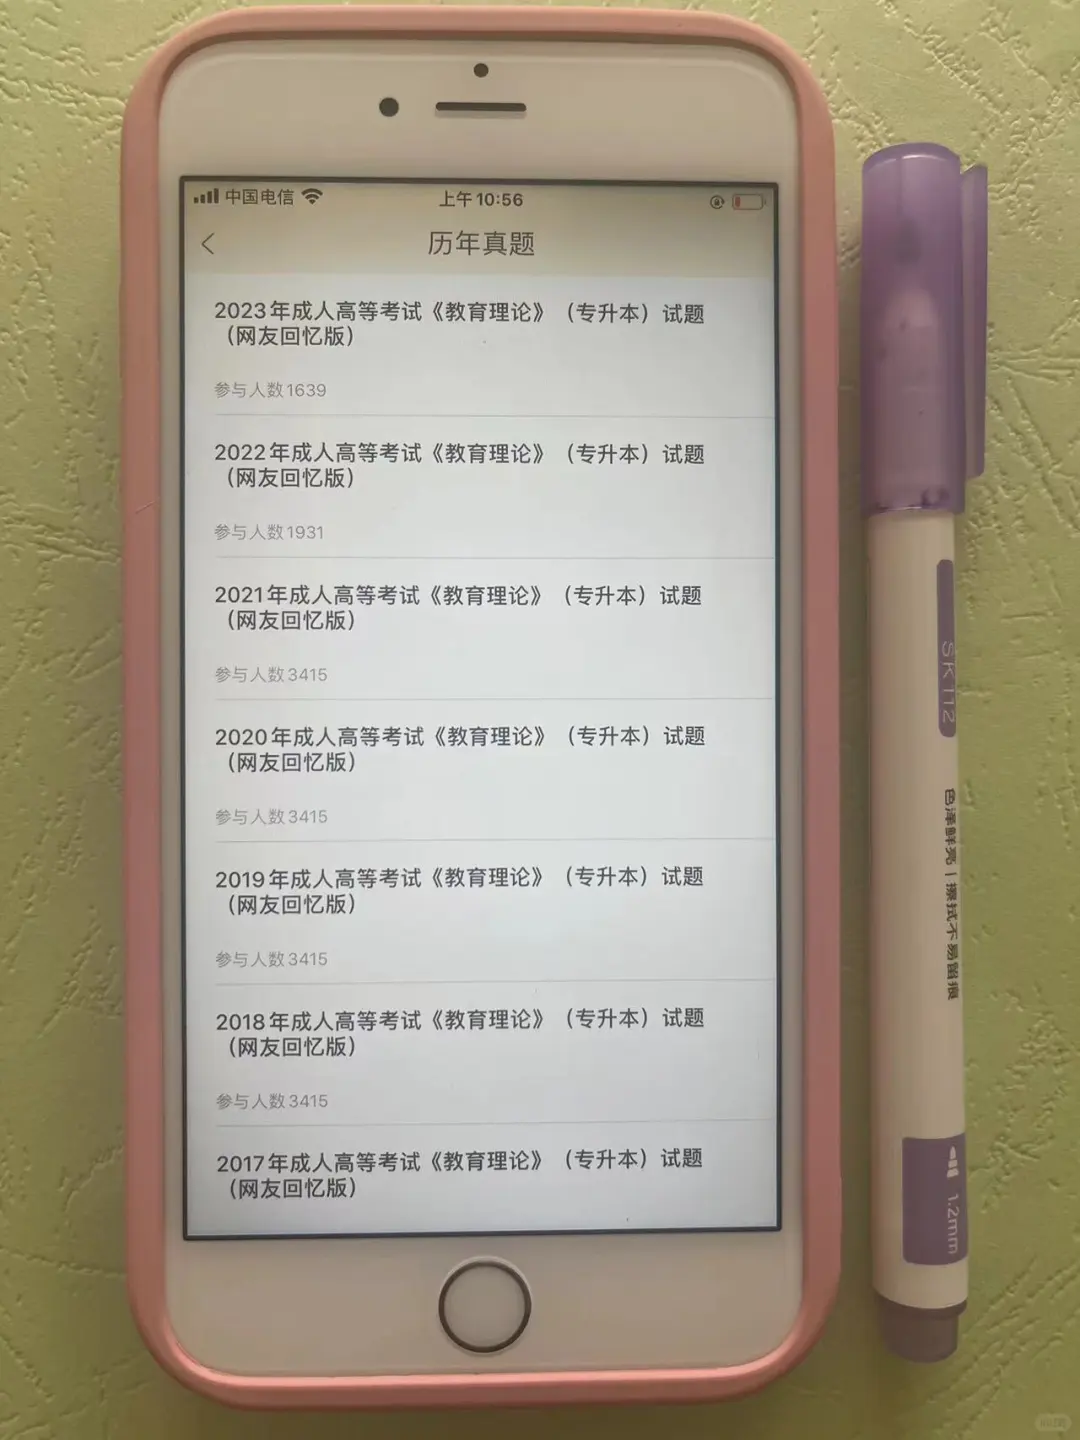 中国电信
上午10:56
历年真题
2023年成人高等考试《教育理论》（专升本）试题
（网友回忆版）
参与人数1639
2022年成人高等考试《教育理论》（专升本）试题
（网友回忆版）
参与人数1931
2021年成人高等考试《教育理论》（专升本）试题
（网友回忆版）
参与人数3415
2020年成人高等考试《教育理论》（专升本）试题
（网友回忆版）
参与人数3415
2019年成人高等考试《教育理论》（专升本）试题
（网友回忆版）
参与人数3415
2018年成人高等考试《教育理论》（专升本）试题
（网友回忆版）
参与人数3415
2017年成人高等考试《教育理论》（专升本）试题
（网友回忆版）
SK112
色泽鲜亮 | 擦拭不易留痕
1.2mm